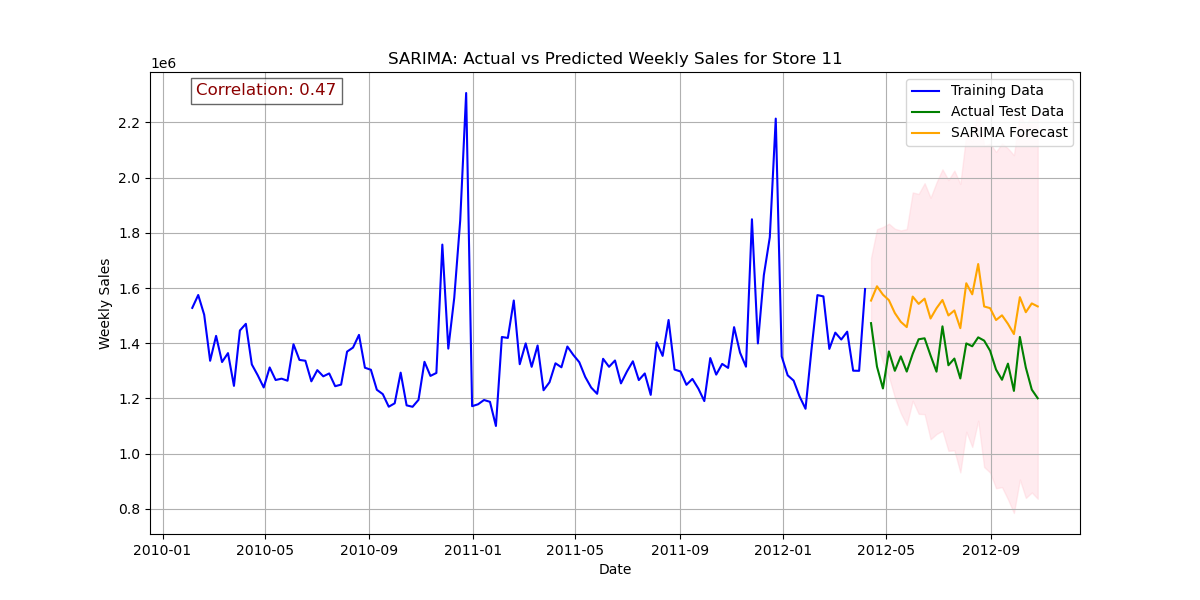 SARIMA: Actual vs Predicted Weekly Sales for Store 11
1e6
Correlation: 0.47
Training Data
Actual Test Data
SARIMA Forecast
2.2
2.0
1.8
1.6
1.4
1.2
1.0
0.8
Weekly Sales
2010-01 2010-05 2010-09 2011-01 2011-05 2011-09 2012-01 2012-05 2012-09
Date